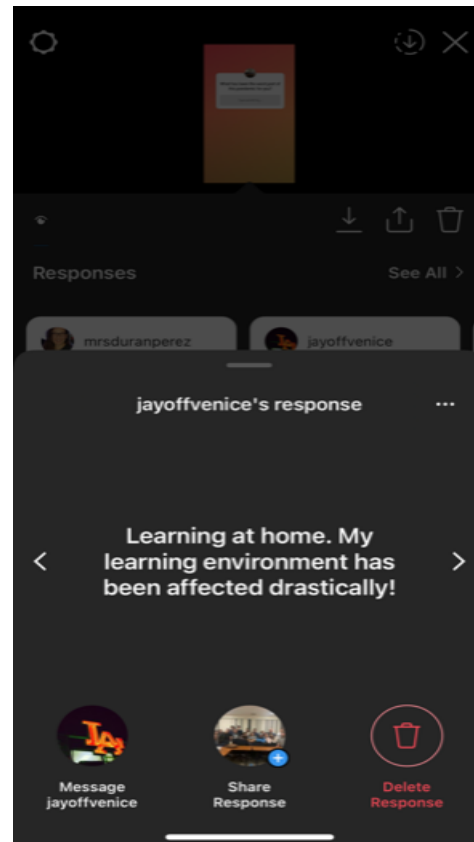 Responses
See All >
mrsduranperez
jayoffvenice
jayoffvenice's response
Learning at home. My
learning environment has
been affected drastically!
Message
jayoffvenice
Share
Response
Delete
Response